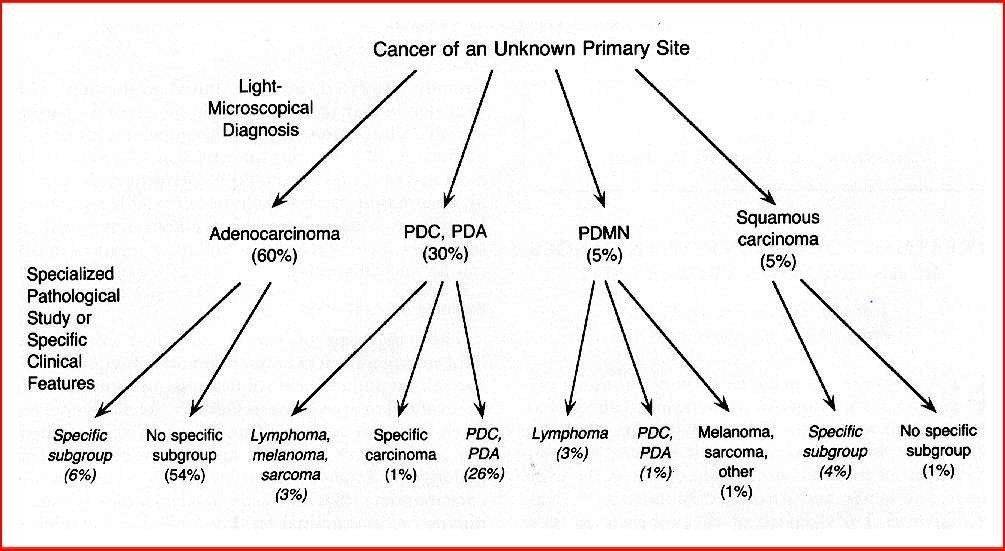 Cancer of an Unknown Primary Site
Light-
Microscopical
Diagnosis
Adenocarcinoma
(60%)
PDC, PDA
(30%)
PDMN
(5%)
Squamous
carcinoma
(5%)
Specialized
Pathological
Study or
Specific
Clinical
Features
Specific
subgroup
(6%)
No specific
subgroup
(54%)
Lymphoma,
melanoma,
sarcoma
(3%)
Specific
carcinoma
(1%)
PDC,
PDA
(26%)
Lymphoma
(3%)
PDC,
PDA
(1%)
Melanoma,
sarcoma,
other
(1%)
Specific
subgroup
(4%)
No specific
subgroup
(1%)